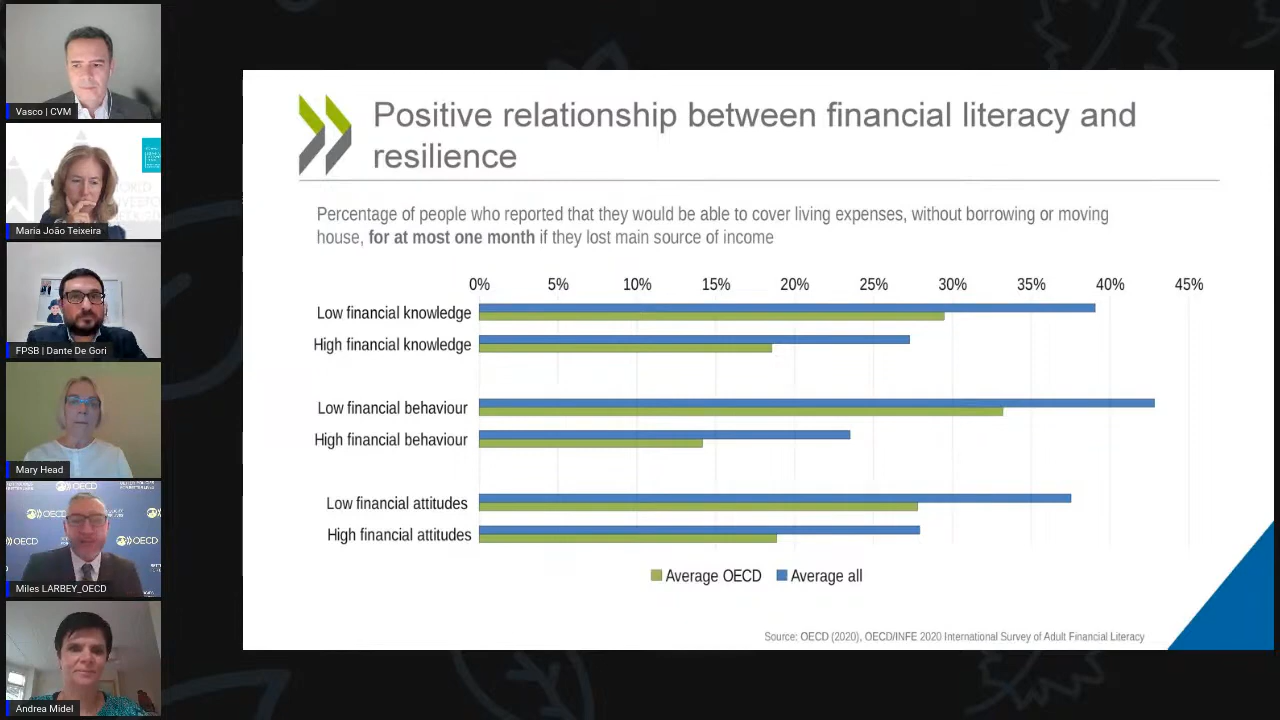 Vasco | CVM
Maria João Teixeira
FPSB | Dante De Gori
Mary Head
OECD
OECD
OECD
OECD
Miles LARBEY_OECD
Andrea Midel
Positive relationship between financial literacy and
resilience
Percentage of people who reported that they would be able to cover living expenses, without borrowing or moving
house, for at most one month if they lost main source of income
0% 5% 10% 15% 20% 25% 30% 35% 40% 45%
Low financial knowledge
High financial knowledge
Low financial behaviour
High financial behaviour
Low financial attitudes
High financial attitudes
Average OECD Average all
Source: OECD (2020), OECD/INFE 2020 International Survey of Adult Financial Literacy